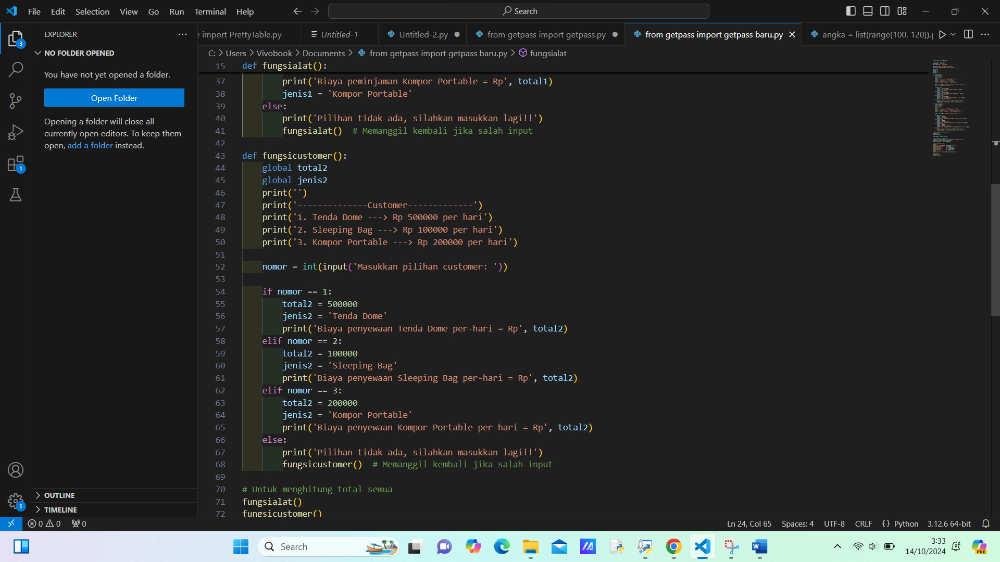 File Edit Selection View Go Run Terminal Help
Search
EXPLORER
import PrettyTable.py
Untitled-1
Untitled-2.py
from getpass import getpass.py
from getpass import getpass baru.py
angka = list(range(100, 120)).
NO FOLDER OPENED
You have not yet opened a folder.
Open Folder
Opening a folder will close all
currently open editors. To keep them
open, add a folder instead.
OUTLINE
TIMELINE
C: > Users > Vivobook > Documents > from getpass import getpass baru.py > fungsialat
15 def fungsialat():
37 print('Biaya peminjaman Kompor Portable = Rp', total1)
38 jenis1 = 'Kompor Portable'
39 else:
40 print('Pilihan tidak ada, silahkan masukkan lagi!!')
41 fungsialat()  # Memanggil kembali jika salah input
42
43 def fungsicustomer():
44 global total2
45 global jenis2
46 print('')
47 print('--------------Customer-------------')
48 print('1. Tenda Dome ---> Rp 500000 per hari')
49 print('2. Sleeping Bag ---> Rp 100000 per hari')
50 print('3. Kompor Portable ---> Rp 200000 per hari')
51
52 nomor = int(input('Masukkan pilihan customer: '))
53
54 if nomor == 1:
55 total2 = 500000
56 jenis2 = 'Tenda Dome'
57 print('Biaya penyewaan Tenda Dome per-hari = Rp', total2)
58 elif nomor == 2:
59 total2 = 100000
60 jenis2 = 'Sleeping Bag'
61 print('Biaya penyewaan Sleeping Bag per-hari = Rp', total2)
62 elif nomor == 3:
63 total2 = 200000
64 jenis2 = 'Kompor Portable'
65 print('Biaya penyewaan Kompor Portable per-hari = Rp', total2)
66 else:
67 print('Pilihan tidak ada, silahkan masukkan lagi!!')
68 fungsicustomer()  # Memanggil kembali jika salah input
69
70 # Untuk menghitung total semua
71 fungsialat()
72 fungsicustomer()
3
1
1
0 0 0
Ln 24, Col 65 Spaces: 4 UTF-8 CRLF {} Python 3.12.6 64-bit
Search
W
PRE
3:33
14/10/2024